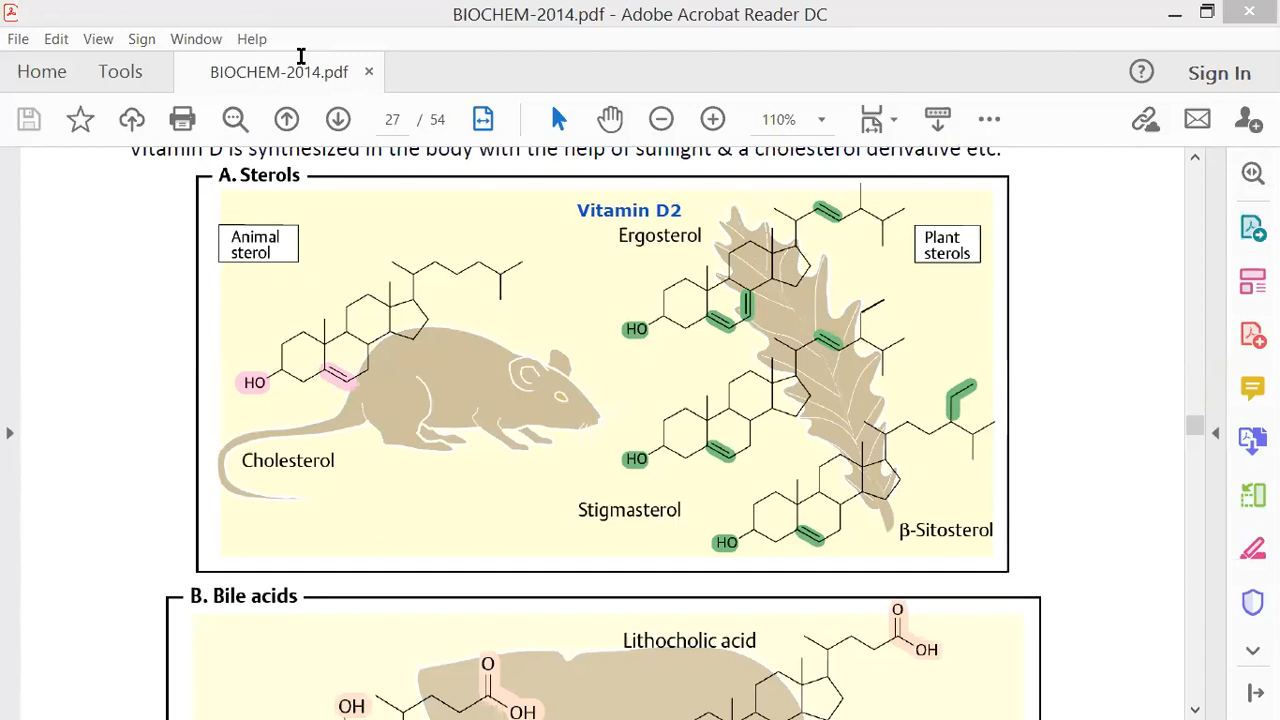 BIOCHEM-2014.pdf - Adobe Acrobat Reader DC
File Edit View Sign Window Help
Home Tools BIOCHEM-2014.pdf × Sign In
27 / 54 110%
Vitamin D is synthesized in the body with the help of sunlight & a cholesterol derivative etc.
A. Sterols
Animal
sterol
Vitamin D2
Ergosterol
Plant
sterols
HO
HO
HO
Cholesterol
Stigmasterol
HO
β-Sitosterol
B. Bile acids
Lithocholic acid
O
OH
O
OH
OH